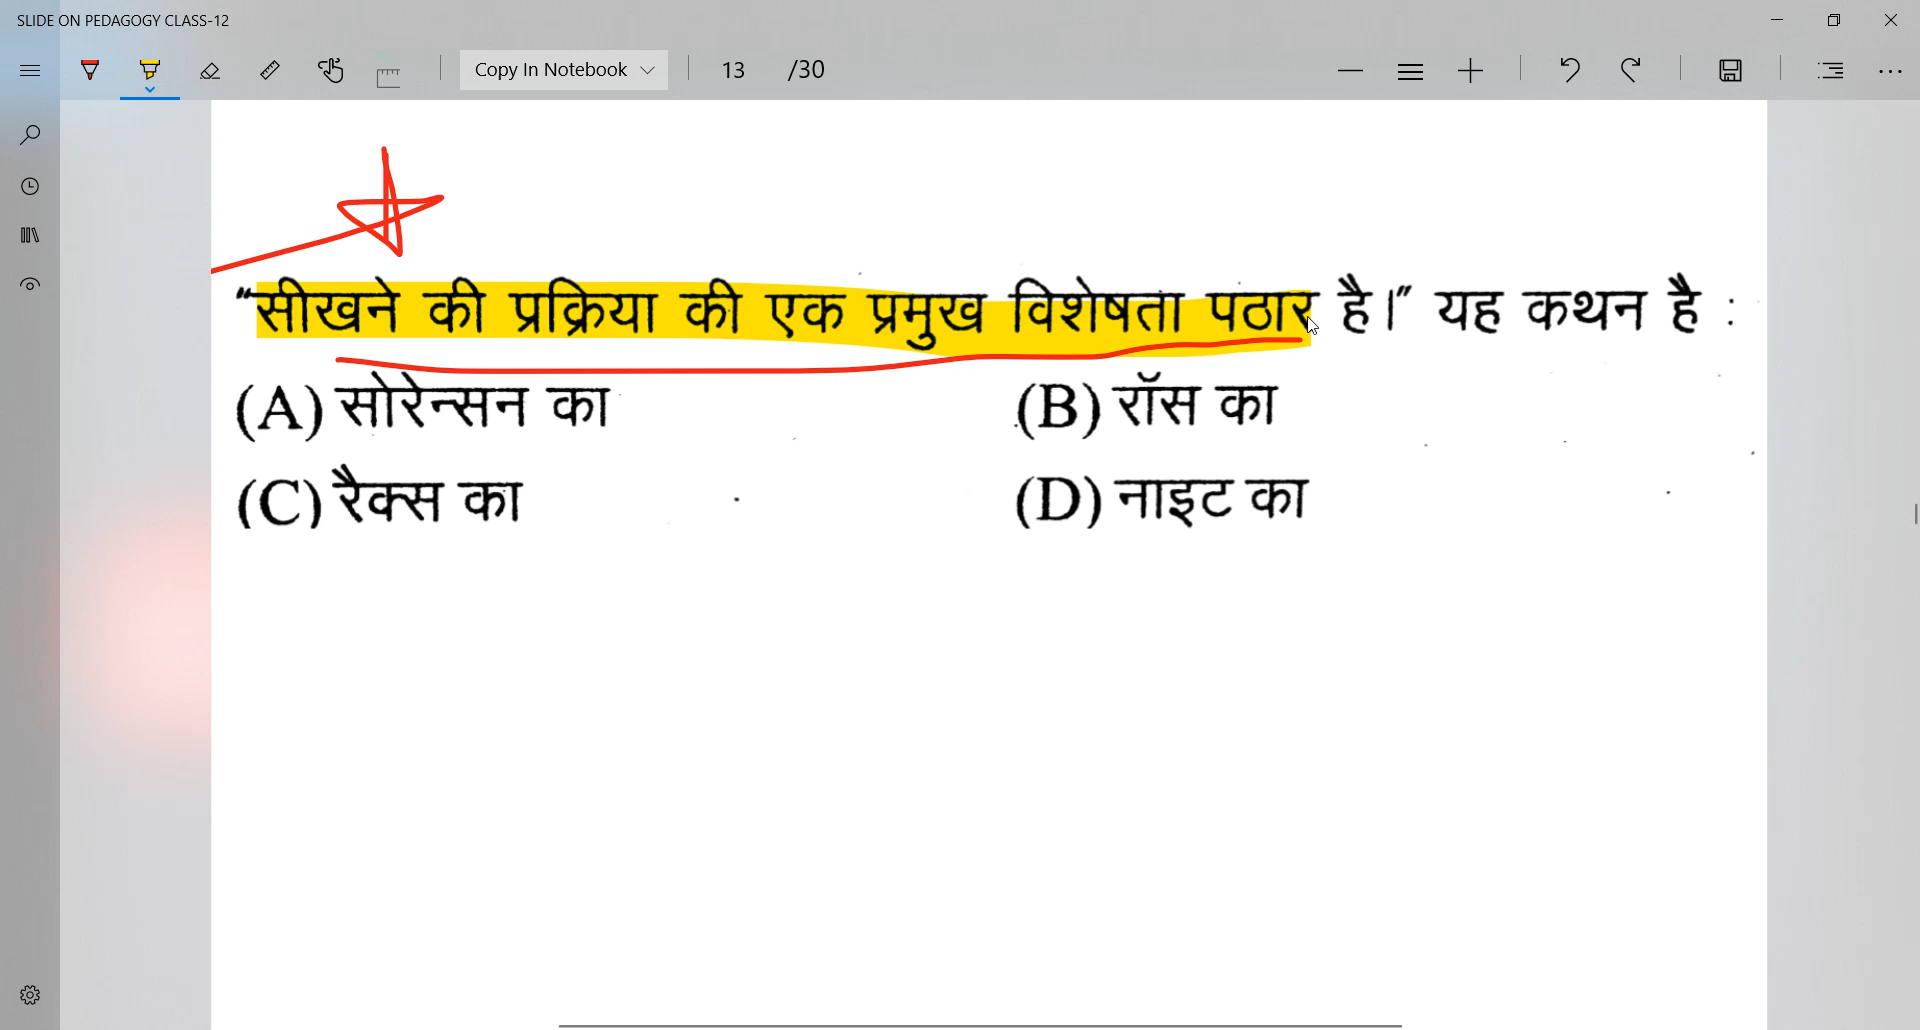 SLIDE ON PEDAGOGY CLASS-12
Copy In Notebook 13 /30
“सीखने की प्रक्रिया की एक प्रमुख विशेषता पठार है।” यह कथन है :
(A) सोरेन्सन का (B) रॉस का
(C) रैक्स का (D) नाइट का